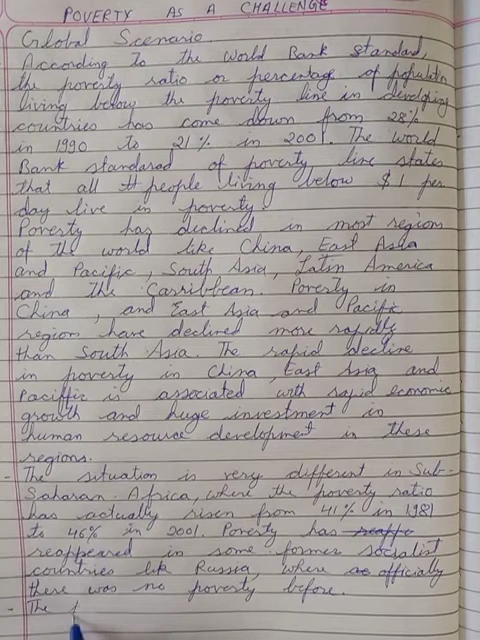 POVERTY AS A CHALLENGE
Global Scenario
According to the World Bank standard,
the poverty ratio or percentage of population
living below the poverty line in developing
countries has come down from 28%
in 1990 to 21% in 2001. The world
Bank standarad of poverty line states
that all people living below $1 per
day live in poverty.
Poverty has declined in most region
of the world like China, East Asia
and Pacific, South Asia, Latin America
and the Carribbean. Poverty in
China, and East Asia and Pacific
region have declined more rapidly
than South Asia. The rapid decline
in poverty in China, East Asia and
Paciffic is associated with rapid economic
growth and huge investment in
human resource development in these
regions.
- The situation is very different in Sub-
Saharan Africa, where the poverty ratio
has actually risen from 41% in 1981
to 46% in 2001. Poverty has
reappeared in some former socialist
countries like Russia, where officially
there was no poverty before.
- The